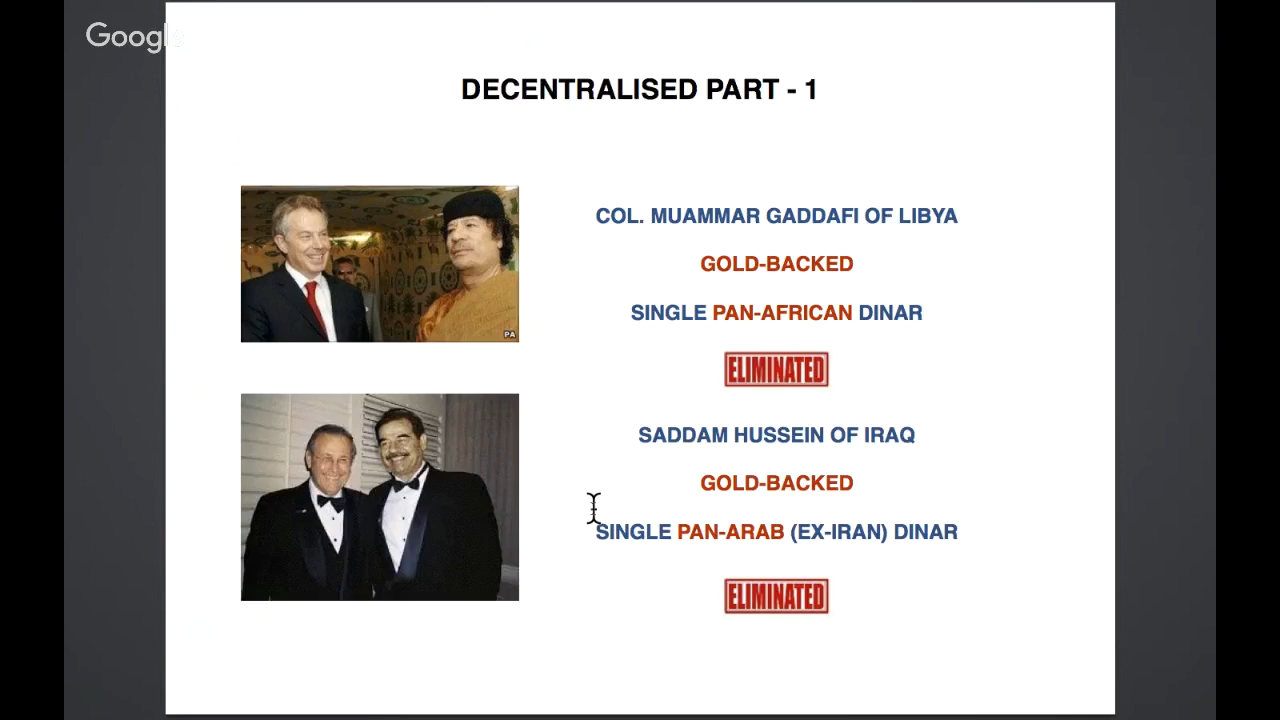 Google
DECENTRALISED PART - 1
COL. MUAMMAR GADDAFI OF LIBYA
GOLD-BACKED
SINGLE PAN-AFRICAN DINAR
PA
ELIMINATED
SADDAM HUSSEIN OF IRAQ
GOLD-BACKED
SINGLE PAN-ARAB (EX-IRAN) DINAR
ELIMINATED